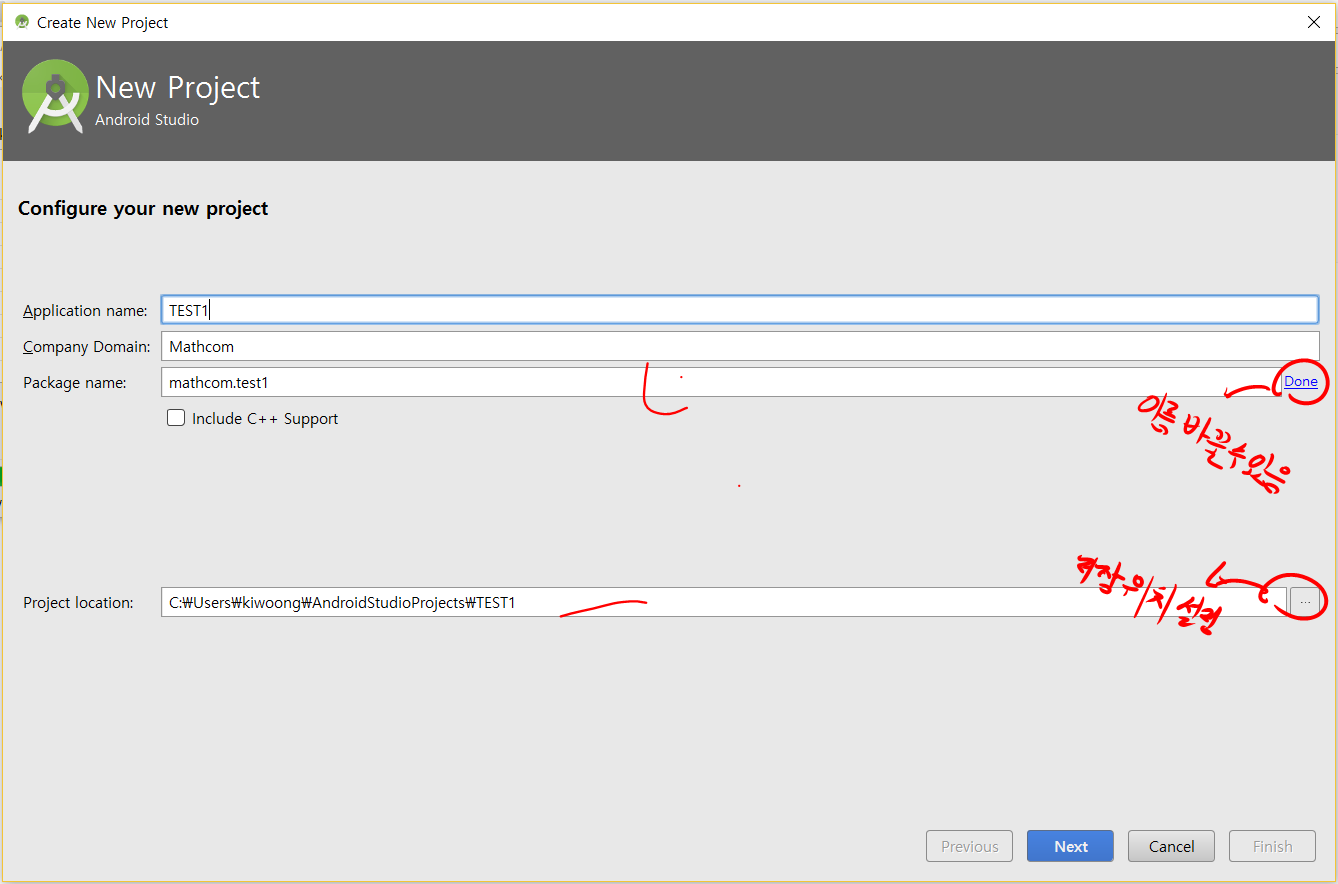 Create New Project
New Project
Android Studio
Configure your new project
Application name: TEST1
Company Domain: Mathcom
Package name: mathcom.test1 Done
Include C++ Support
이름 바꿀수있음
저장위치 설정
Project location: C:₩Users₩kiwoong₩AndroidStudioProjects₩TEST1 ...
Previous Next Cancel Finish